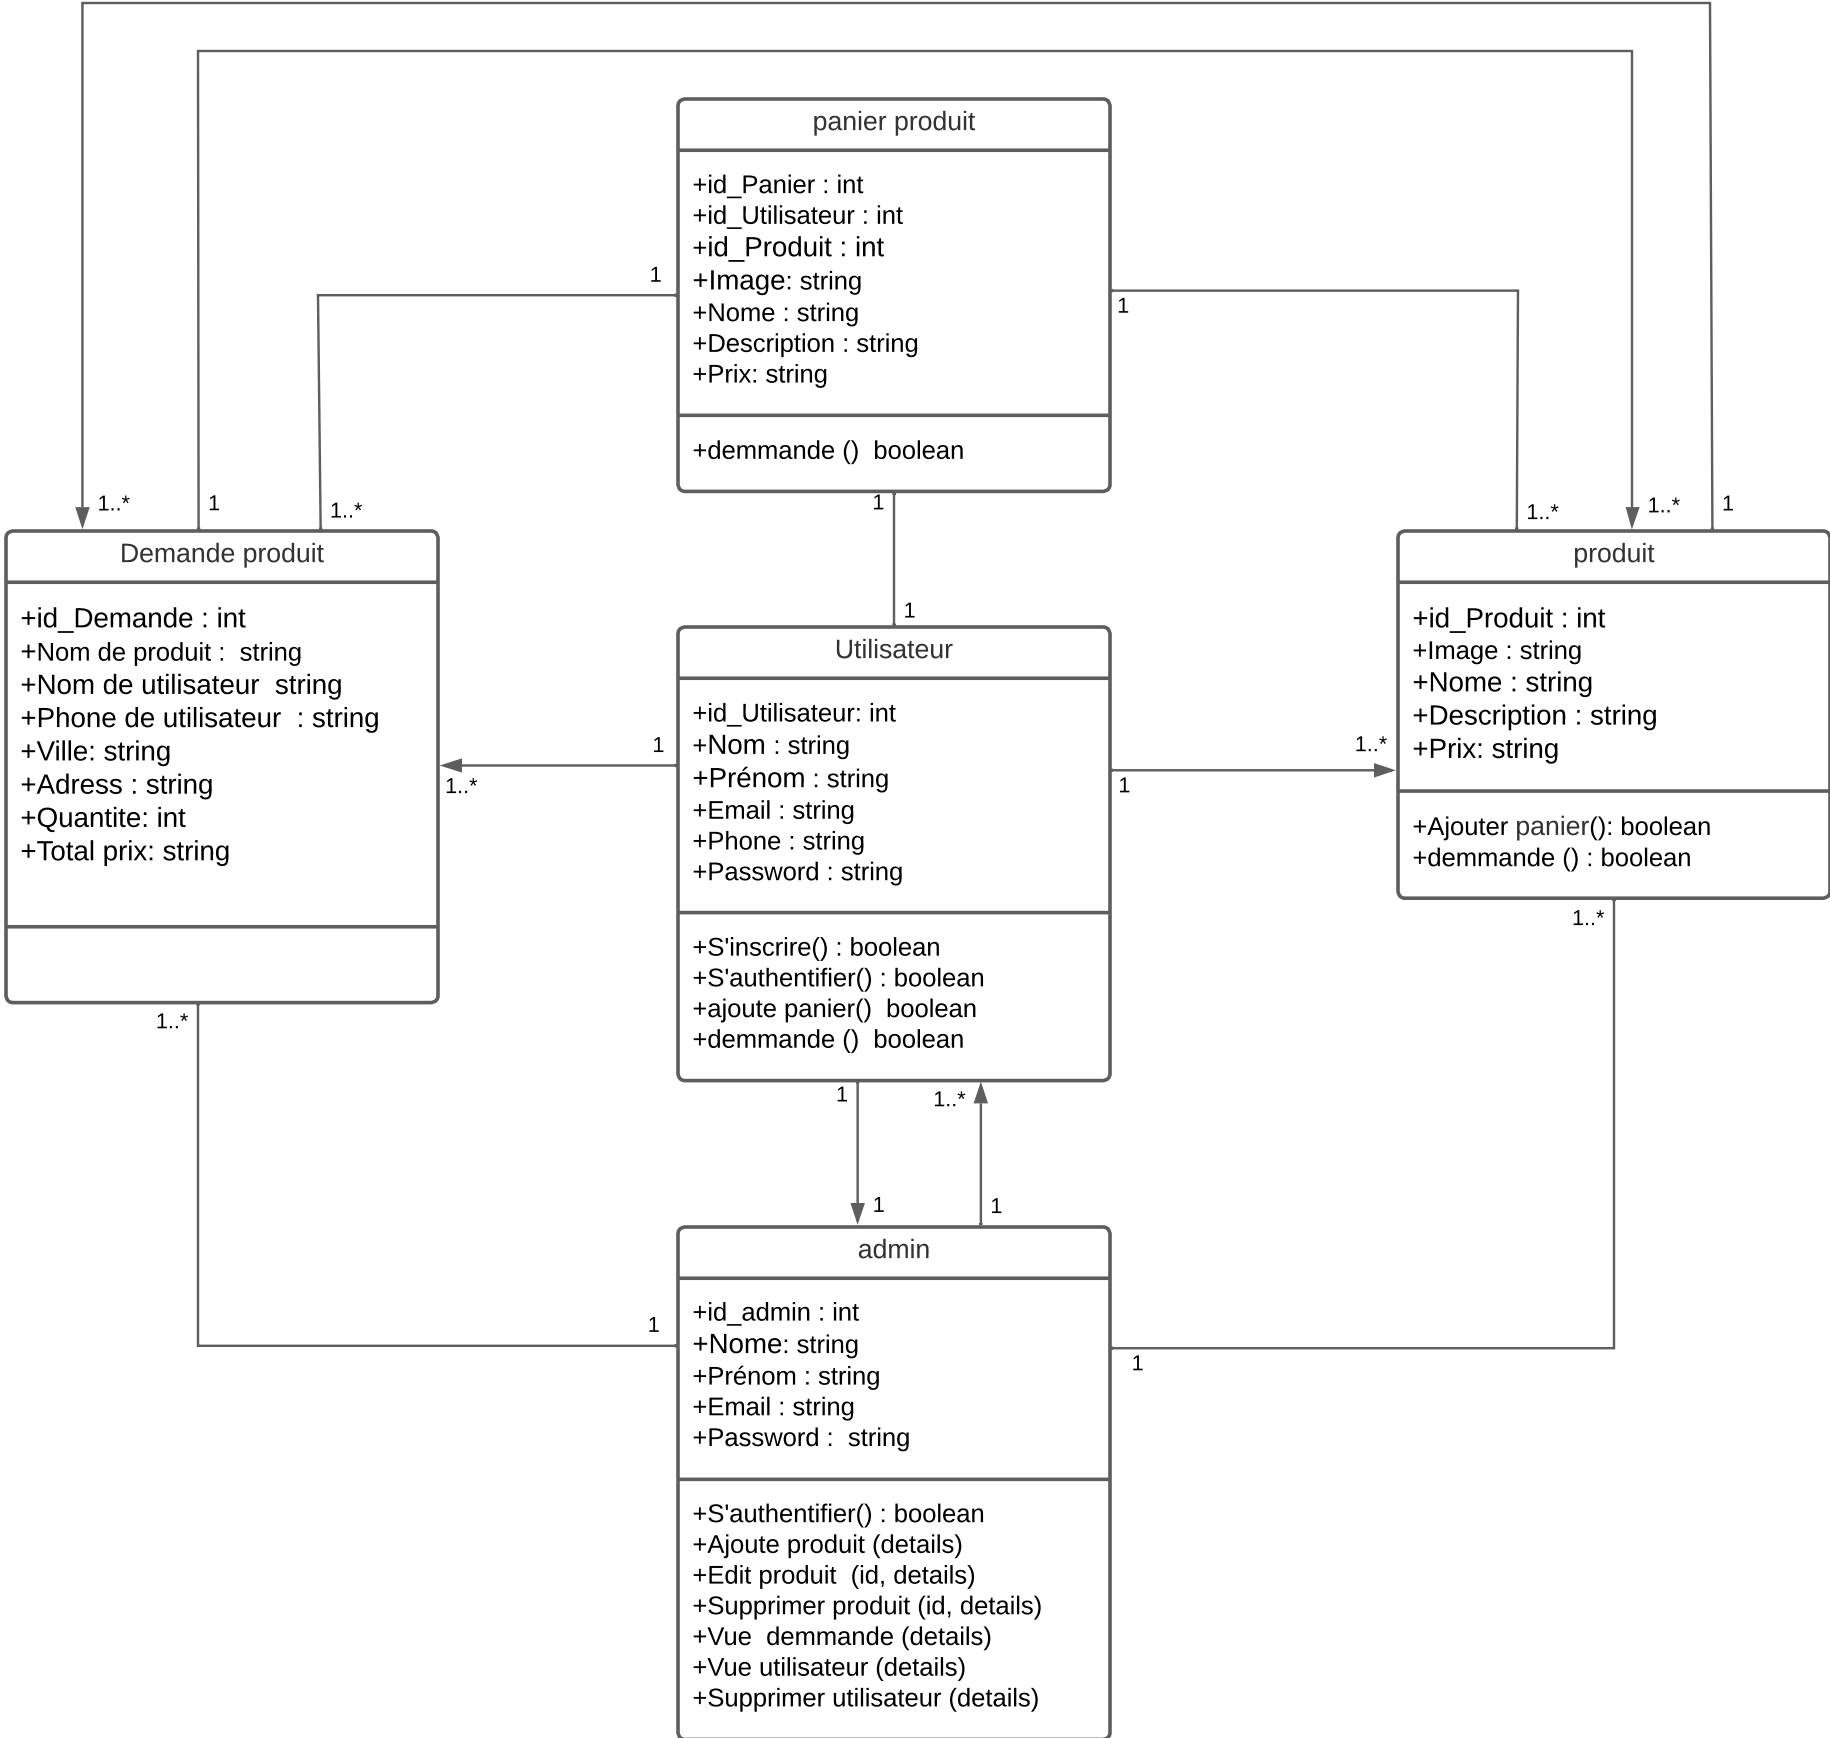 panier produit
+id_Panier : int
+id_Utilisateur : int
+id_Produit : int
+Image: string
+Nome : string
+Description : string
+Prix: string
+demmande ()  boolean
1
1
1
1..*
1
1..*
1..*
1..*
1
1
Demande produit
+id_Demande : int
+Nom de produit :  string
+Nom de utilisateur  string
+Phone de utilisateur  : string
+Ville: string
+Adress : string
+Quantite: int
+Total prix: string
1..*
1
1..*
Utilisateur
+id_Utilisateur: int
+Nom : string
+Prénom : string
+Email : string
+Phone : string
+Password : string
+S'inscrire() : boolean
+S'authentifier() : boolean
+ajoute panier()  boolean
+demmande ()  boolean
1..*
1
produit
+id_Produit : int
+Image : string
+Nome : string
+Description : string
+Prix: string
+Ajouter panier(): boolean
+demmande () : boolean
1..*
1
1..*
1
1
1
1
admin
+id_admin : int
+Nome: string
+Prénom : string
+Email : string
+Password :  string
+S'authentifier() : boolean
+Ajoute produit (details)
+Edit produit  (id, details)
+Supprimer produit (id, details)
+Vue  demmande (details)
+Vue utilisateur (details)
+Supprimer utilisateur (details)